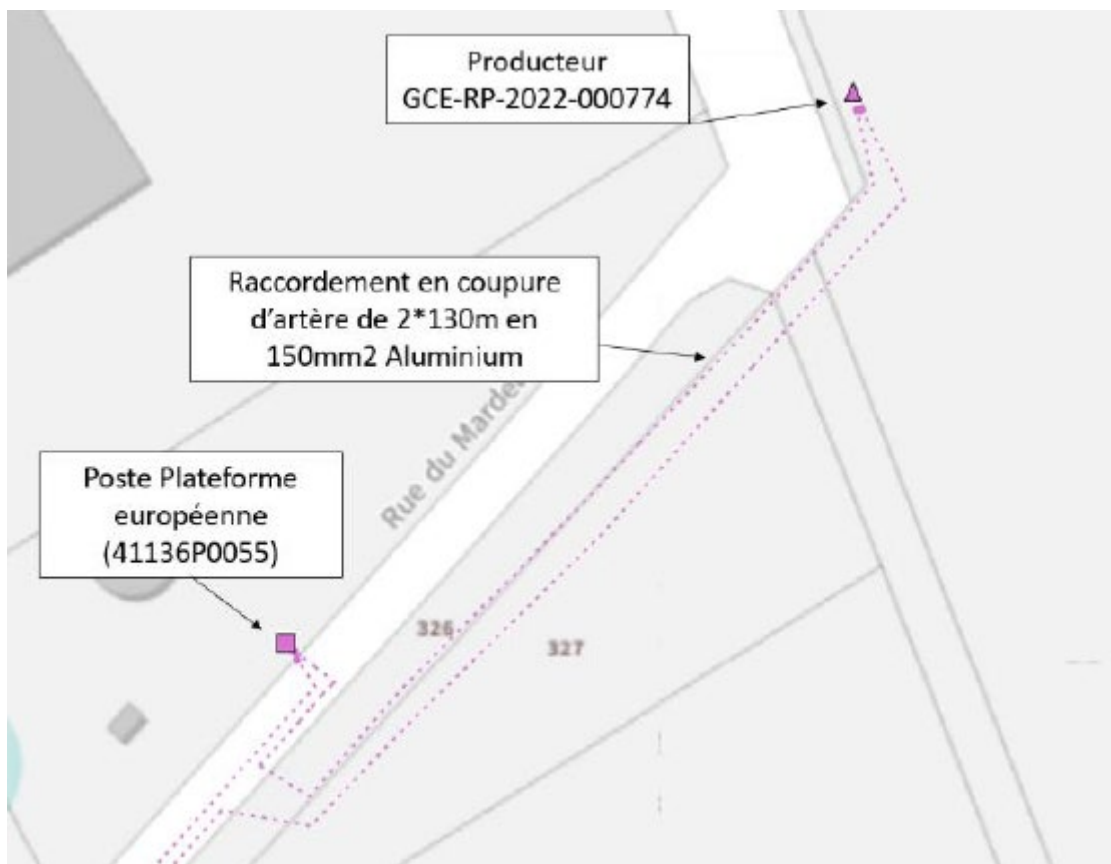 Producteur
GCE-RP-2022-000774
Raccordement en coupure
d'artère de 2*130m en
150mm2 Aluminium
Rue du
Poste Plateforme
européenne
(41136P0055)
326
327